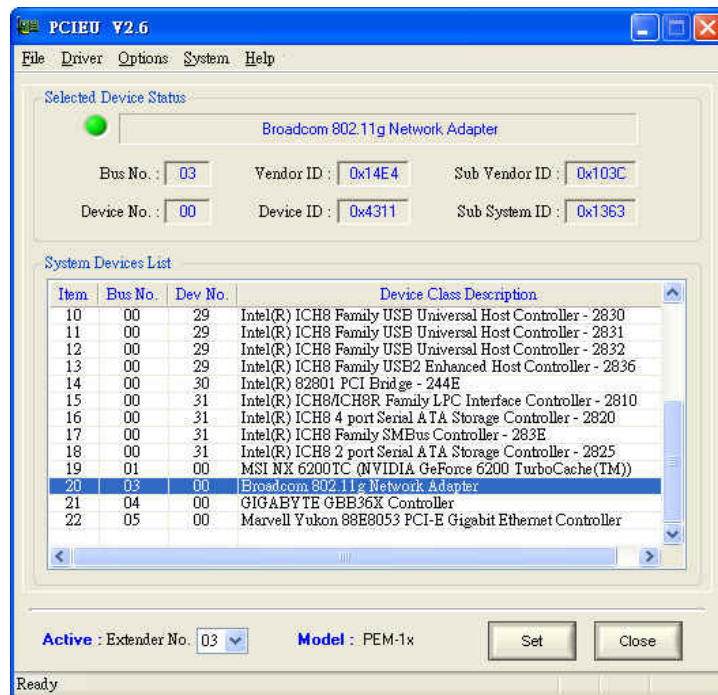 PCIEU V2.6
File Driver Options System Help
Selected Device Status
Broadcom 802.11g Network Adapter
Bus No. : 03 Vendor ID : 0x14E4 Sub Vendor ID : 0x103C
Device No. : 00 Device ID : 0x4311 Sub System ID : 0x1363
System Devices List
Item Bus No. Dev No. Device Class Description
10 00 29 Intel(R) ICH8 Family USB Universal Host Controller - 2830
11 00 29 Intel(R) ICH8 Family USB Universal Host Controller - 2831
12 00 29 Intel(R) ICH8 Family USB Universal Host Controller - 2832
13 00 29 Intel(R) ICH8 Family USB2 Enhanced Host Controller - 2836
14 00 30 Intel(R) 82801 PCI Bridge - 244E
15 00 31 Intel(R) ICH8/ICH8R Family LPC Interface Controller - 2810
16 00 31 Intel(R) ICH8 4 port Serial ATA Storage Controller - 2820
17 00 31 Intel(R) ICH8 Family SMBus Controller - 283E
18 00 31 Intel(R) ICH8 2 port Serial ATA Storage Controller - 2825
19 01 00 MSI NX 6200TC (NVIDIA GeForce 6200 TurboCache(TM))
20 03 00 Broadcom 802.11g Network Adapter
21 04 00 GIGABYTE GBB36X Controller
22 05 00 Marvell Yukon 88E8053 PCI-E Gigabit Ethernet Controller
Active : Extender No. 03 Model : PEM-1x Set Close
Ready